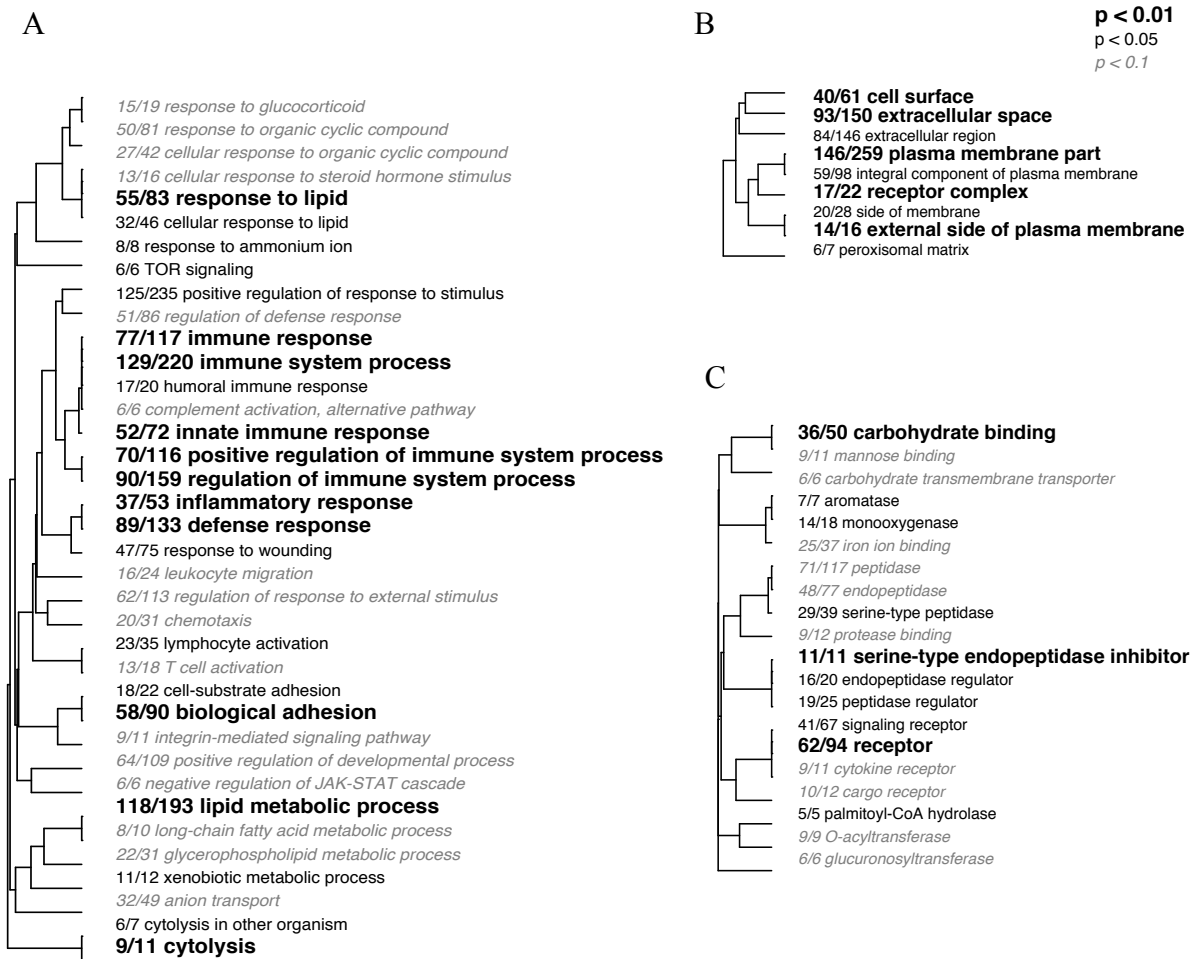 A
15/19 response to glucocorticoid
50/81 response to organic cyclic compound
27/42 cellular response to organic cyclic compound
13/16 cellular response to steroid hormone stimulus
55/83 response to lipid
32/46 cellular response to lipid
8/8 response to ammonium ion
6/6 TOR signaling
125/235 positive regulation of response to stimulus
51/86 regulation of defense response
77/117 immune response
129/220 immune system process
17/20 humoral immune response
6/6 complement activation, alternative pathway
52/72 innate immune response
70/116 positive regulation of immune system process
90/159 regulation of immune system process
37/53 inflammatory response
89/133 defense response
47/75 response to wounding
16/24 leukocyte migration
62/113 regulation of response to external stimulus
20/31 chemotaxis
23/35 lymphocyte activation
13/18 T cell activation
18/22 cell-substrate adhesion
58/90 biological adhesion
9/11 integrin-mediated signaling pathway
64/109 positive regulation of developmental process
6/6 negative regulation of JAK-STAT cascade
118/193 lipid metabolic process
8/10 long-chain fatty acid metabolic process
22/31 glycerophospholipid metabolic process
11/12 xenobiotic metabolic process
32/49 anion transport
6/7 cytolysis in other organism
9/11 cytolysis
B
p < 0.01
p < 0.05
p < 0.1
40/61 cell surface
93/150 extracellular space
84/146 extracellular region
146/259 plasma membrane part
59/98 integral component of plasma membrane
17/22 receptor complex
20/28 side of membrane
14/16 external side of plasma membrane
6/7 peroxisomal matrix
C
36/50 carbohydrate binding
9/11 mannose binding
6/6 carbohydrate transmembrane transporter
7/7 aromatase
14/18 monooxygenase
25/37 iron ion binding
71/117 peptidase
48/77 endopeptidase
29/39 serine-type peptidase
9/12 protease binding
11/11 serine-type endopeptidase inhibitor
16/20 endopeptidase regulator
19/25 peptidase regulator
41/67 signaling receptor
62/94 receptor
9/11 cytokine receptor
10/12 cargo receptor
5/5 palmitoyl-CoA hydrolase
9/9 O-acyltransferase
6/6 glucuronosyltransferase